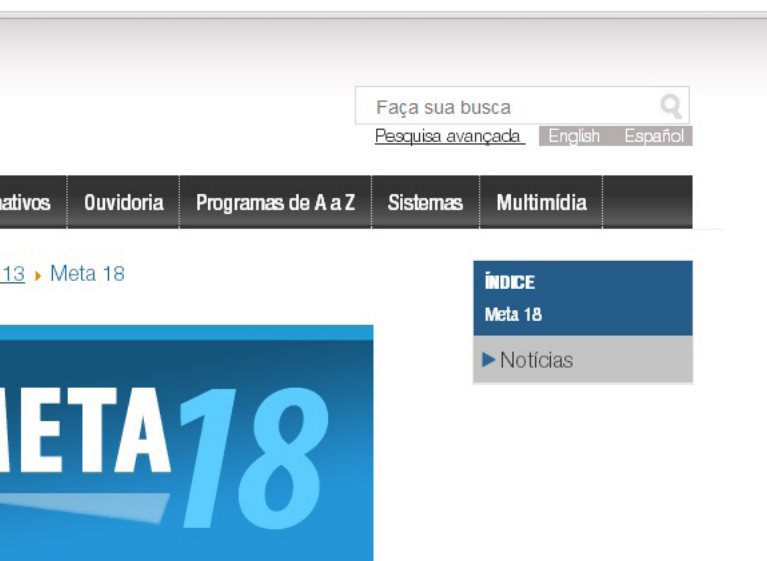 Faça sua busca
Pesquisa avançada English Español
Ouvidoria Programas de A a Z Sistemas Multimídia
13 Meta 18
ÍNDICE
Meta 18
Notícias
META 18